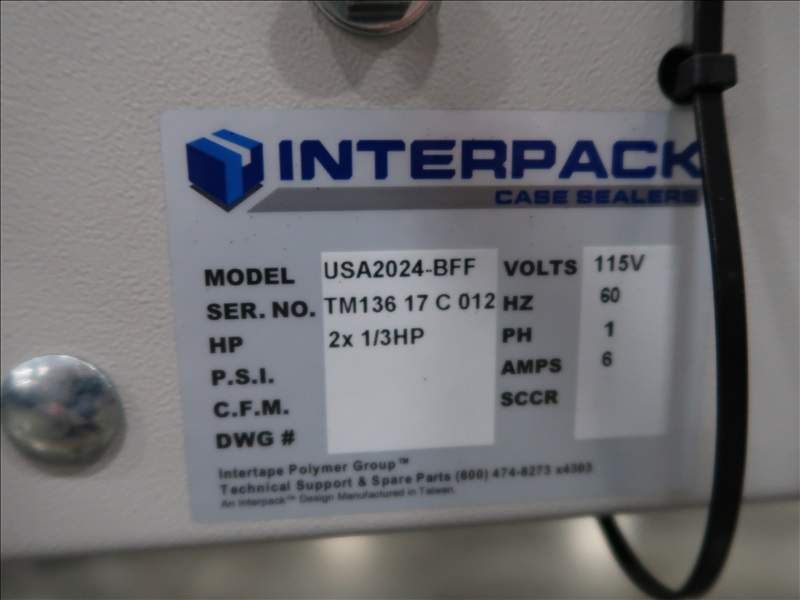 INTERPACK
CASE SEALERS
MODEL USA2024-BFF VOLTS 115V
SER. NO. TM136 17 C 012 HZ 60
HP 2x 1/3HP PH 1
P.S.I. AMPS 6
C.F.M. SCCR
DWG #
Intertape Polymer Group™
Technical Support & Spare Parts (800) 474-8273 x4303
An Interpack™ Design Manufactured in Taiwan.